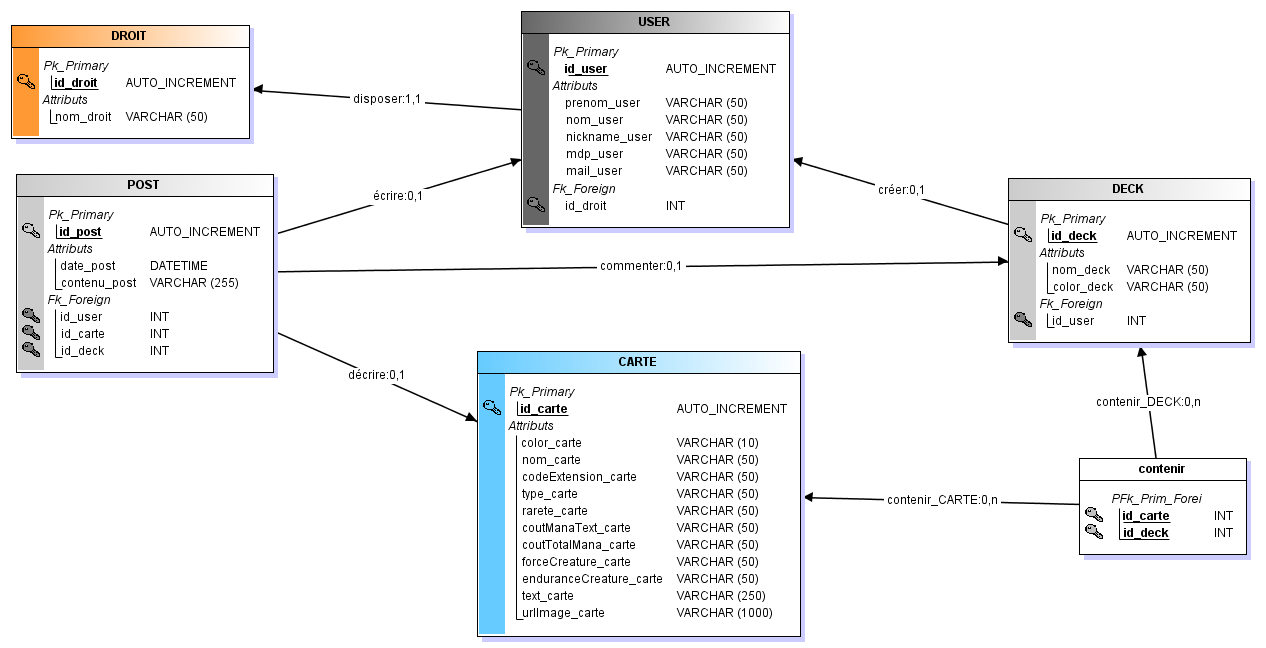 DROIT
Pk_Primary
id_droit AUTO_INCREMENT
Attributs
nom_droit VARCHAR (50)
USER
Pk_Primary
id_user AUTO_INCREMENT
Attributs
prenom_user VARCHAR (50)
nom_user VARCHAR (50)
nickname_user VARCHAR (50)
mdp_user VARCHAR (50)
mail_user VARCHAR (50)
Fk_Foreign
id_droit INT
disposer:1,1
POST
Pk_Primary
id_post AUTO_INCREMENT
Attributs
date_post DATETIME
contenu_post VARCHAR (255)
Fk_Foreign
id_user INT
id_carte INT
id_deck INT
écrire:0,1
créer:0,1
commenter:0,1
décrire:0,1
DECK
Pk_Primary
id_deck AUTO_INCREMENT
Attributs
nom_deck VARCHAR (50)
color_deck VARCHAR (50)
Fk_Foreign
id_user INT
CARTE
Pk_Primary
id_carte AUTO_INCREMENT
Attributs
color_carte VARCHAR (10)
nom_carte VARCHAR (50)
codeExtension_carte VARCHAR (50)
type_carte VARCHAR (50)
rarete_carte VARCHAR (50)
coutManaText_carte VARCHAR (50)
coutTotalMana_carte VARCHAR (50)
forceCreature_carte VARCHAR (50)
enduranceCreature_carte VARCHAR (50)
text_carte VARCHAR (250)
urlImage_carte VARCHAR (1000)
contenir_DECK:0,n
contenir_CARTE:0,n
contenir
PFk_Prim_Forei
id_carte INT
id_deck INT